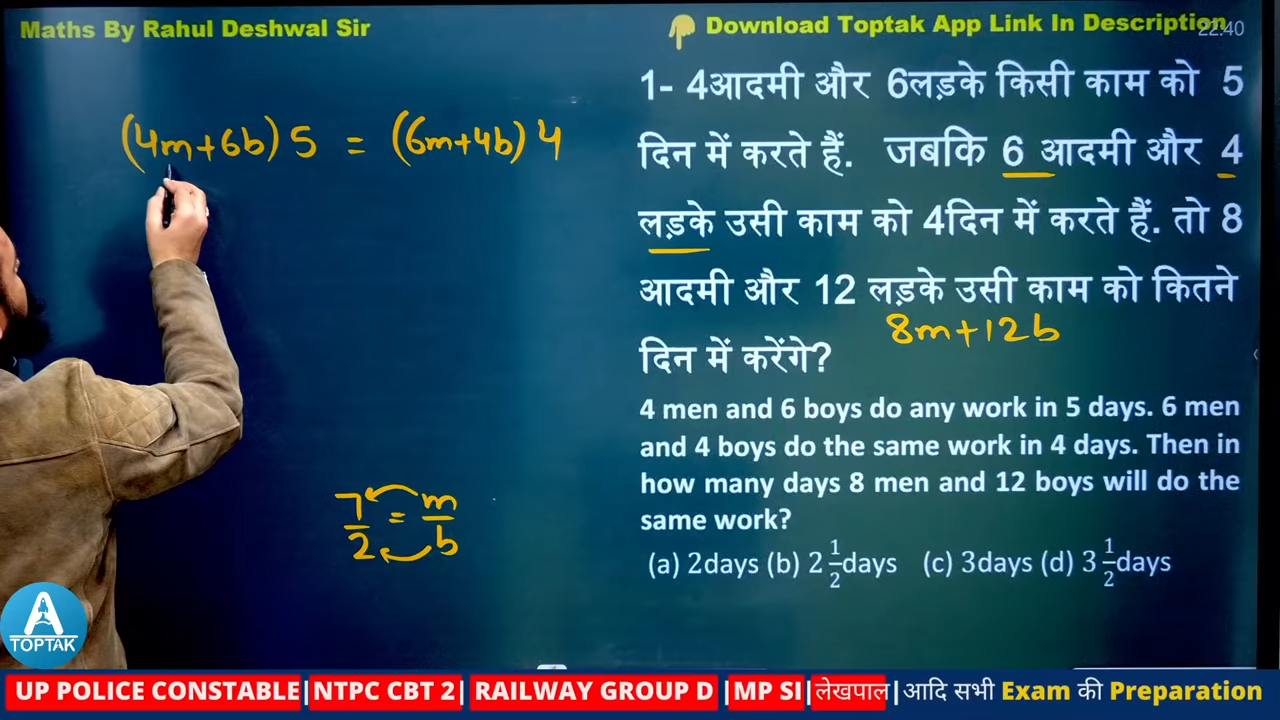 Maths By Rahul Deshwal Sir
Download Toptak App Link In Description
22:40
(4m+6b) 5 = (6m+4b) 4
1- 4आदमी और 6लड़के किसी काम को 5
दिन में करते हैं. जबकि 6 आदमी और 4
लड़के उसी काम को 4दिन में करते हैं. तो 8
आदमी और 12 लड़के उसी काम को कितने
8m+12b
दिन में करेंगे?
4 men and 6 boys do any work in 5 days. 6 men
and 4 boys do the same work in 4 days. Then in
how many days 8 men and 12 boys will do the
same work?
(a) 2days (b) 2 1/2 days (c) 3days (d) 3 1/2 days
7/2 = m/b
A
TOPTAK
UP POLICE CONSTABLE| NTPC CBT 2| RAILWAY GROUP D |MP SI|लेखपाल|आदि सभी Exam की Preparation